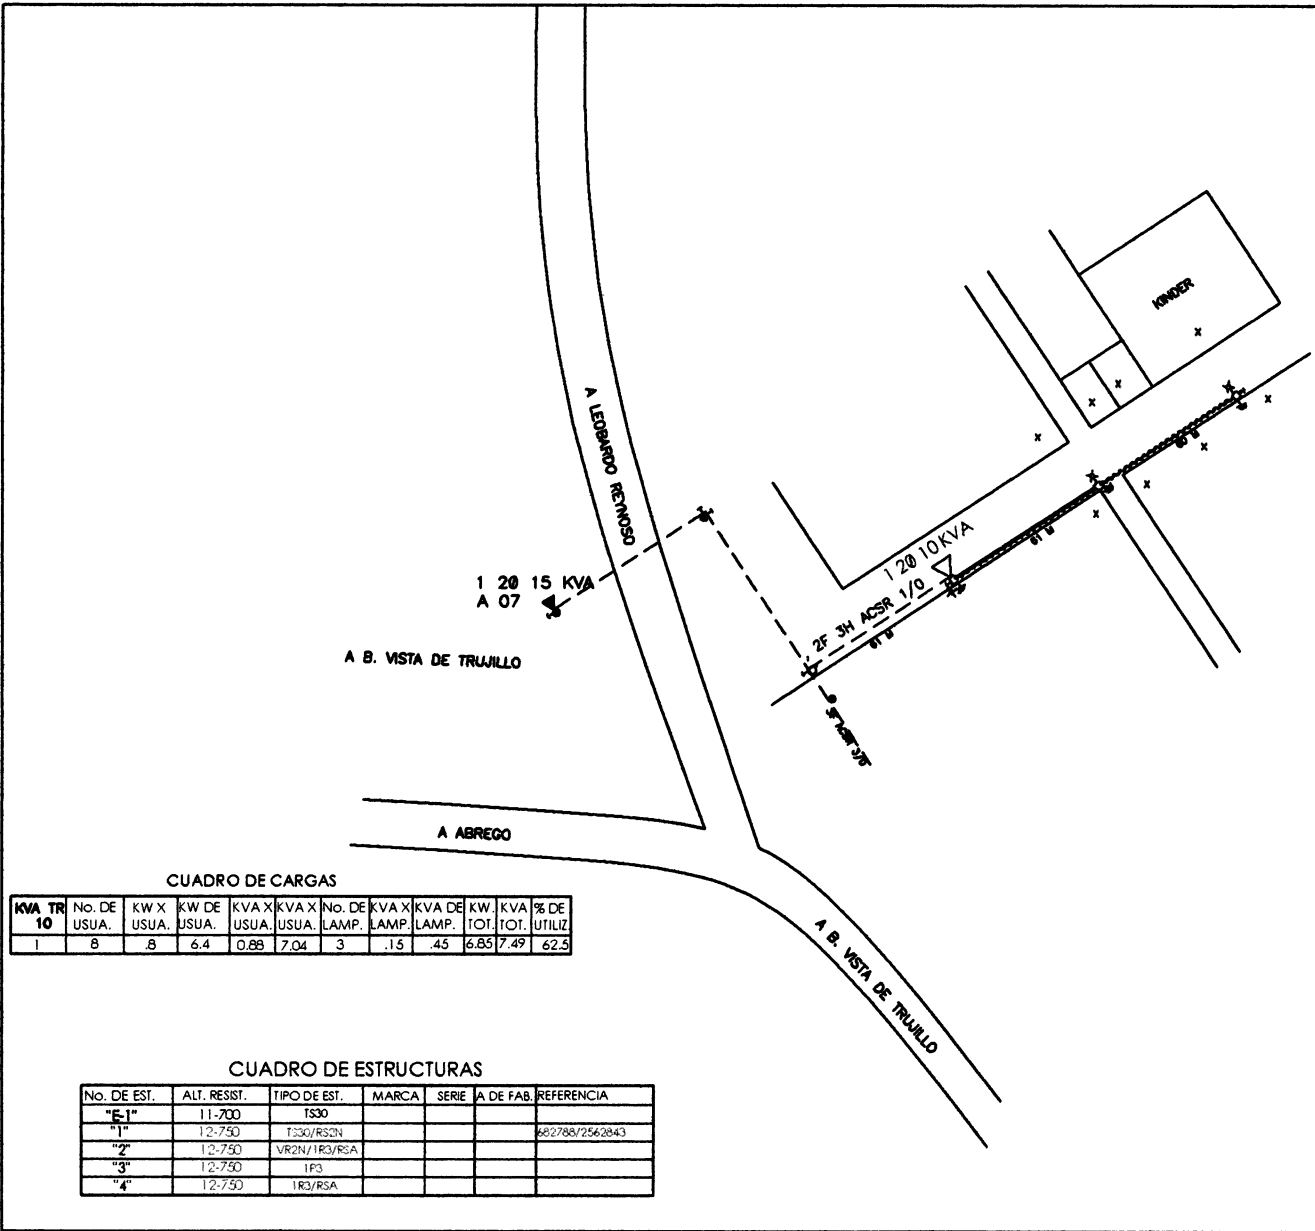 KINDER
A LEOBARDO REYNOSO
1 20 10 KVA
2F 3H ACSR 1/0
61 M
61 M
60 M
1 20 15 KVA
A 07
A B. VISTA DE TRUJILLO
A ABREGO
A B. VISTA DE TRUJILLO
CUADRO DE CARGAS
KVA TR 10 No. DE USUA. KW X USUA. KW DE USUA. KVA X USUA. KVA X USUA. No. DE LAMP. KVA X LAMP. KVA DE LAMP. KW. TOT. KVA TOT. % DE UTILIZ.
1 8 .8 6.4 0.88 7.04 3 .15 .45 6.85 7.49 62.5
CUADRO DE ESTRUCTURAS
No. DE EST. ALT. RESIST. TIPO DE EST. MARCA SERIE A DE FAB. REFERENCIA
"E-1" 11-700 TS30
"1" 12-750 TS30/RS2N 682788/2562843
"2" 12-750 VR2N/1R3/RSA
"3" 12-750 1P3
"4" 12-750 1R3/RSA